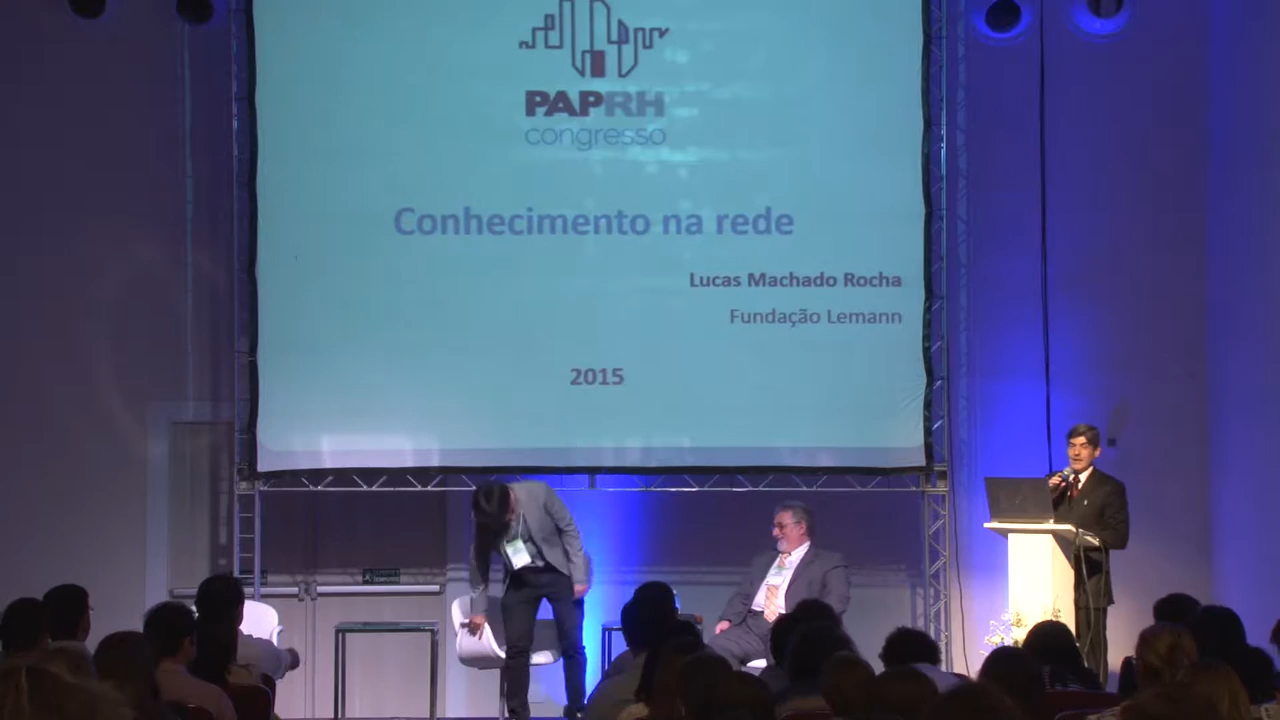 PAPRH
congresso
Conhecimento na rede
Lucas Machado Rocha
Fundação Lemann
2015